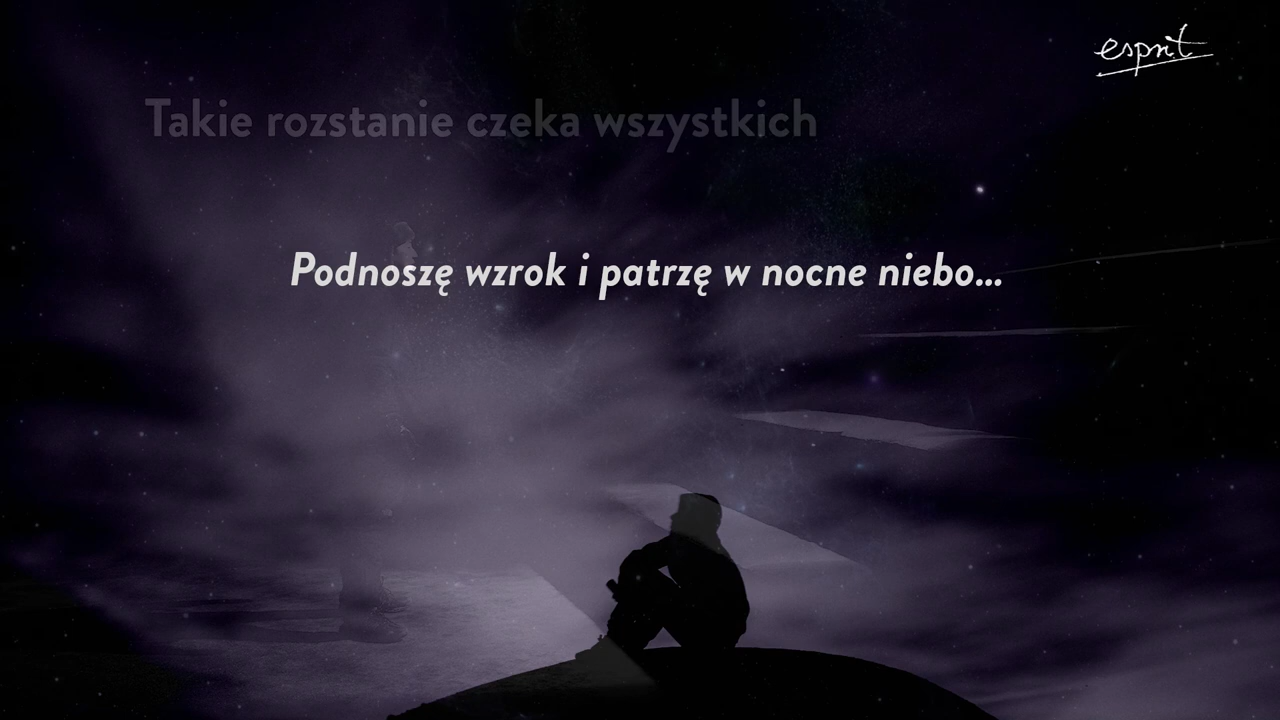 esprit
Takie rozstanie czeka wszystkich
Podnoszę wzrok i patrzę w nocne niebo...